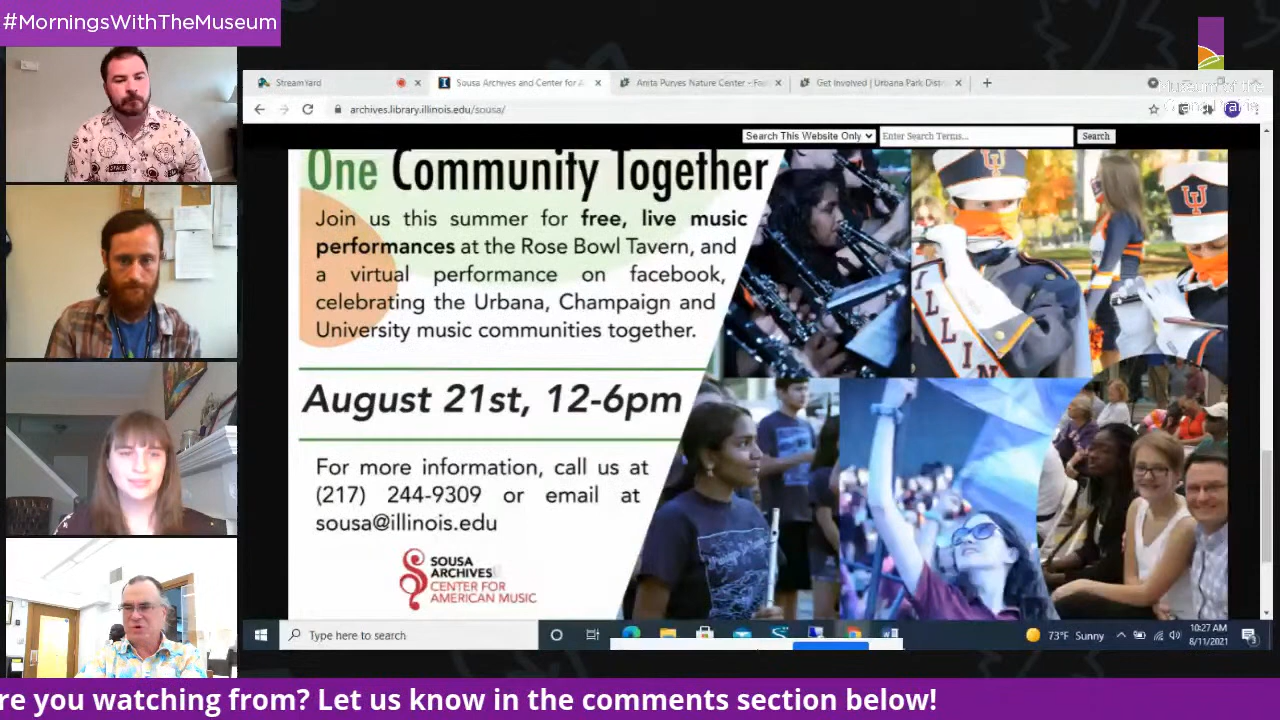 #MorningsWithTheMuseum
StreamYard
Sousa Archives and Center for A
Anita Purves Nature Center - Fa
Get Involved | Urbana Park Distr
archives.library.illinois.edu/sousa/
Search This Website Only
Enter Search Terms...
Search
One Community Together
Join us this summer for free, live music
performances at the Rose Bowl Tavern, and
a virtual performance on facebook,
celebrating the Urbana, Champaign and
University music communities together.
August 21st, 12-6pm
For more information, call us at
(217) 244-9309 or email at
sousa@illinois.edu
SOUSA
ARCHIVES
CENTER FOR
AMERICAN MUSIC
ILLIN
SPACE
Type here to search
73°F Sunny
10:27 AM
8/11/2021
re you watching from? Let us know in the comments section below!